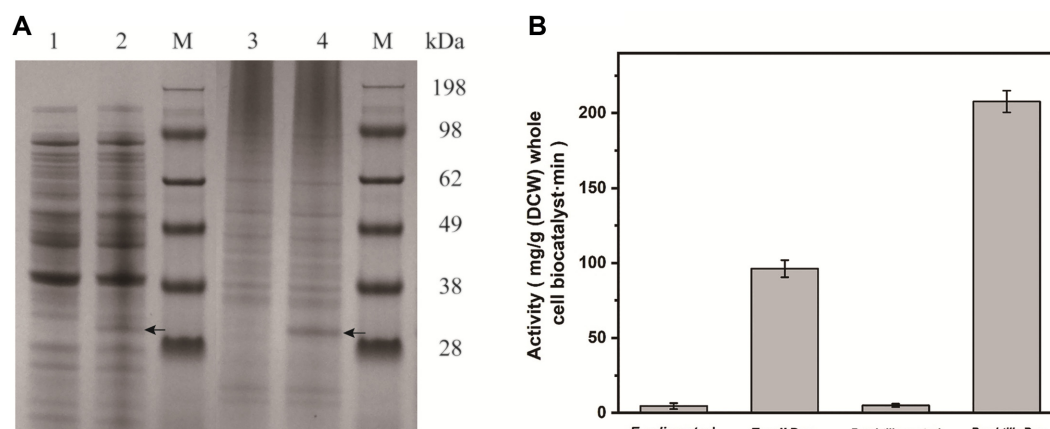 A
1 2 M 3 4 M kDa
198
98
62
49
38
28
B
Activity ( mg/g (DCW) whole
cell biocatalyst·min )
200
150
100
50
0